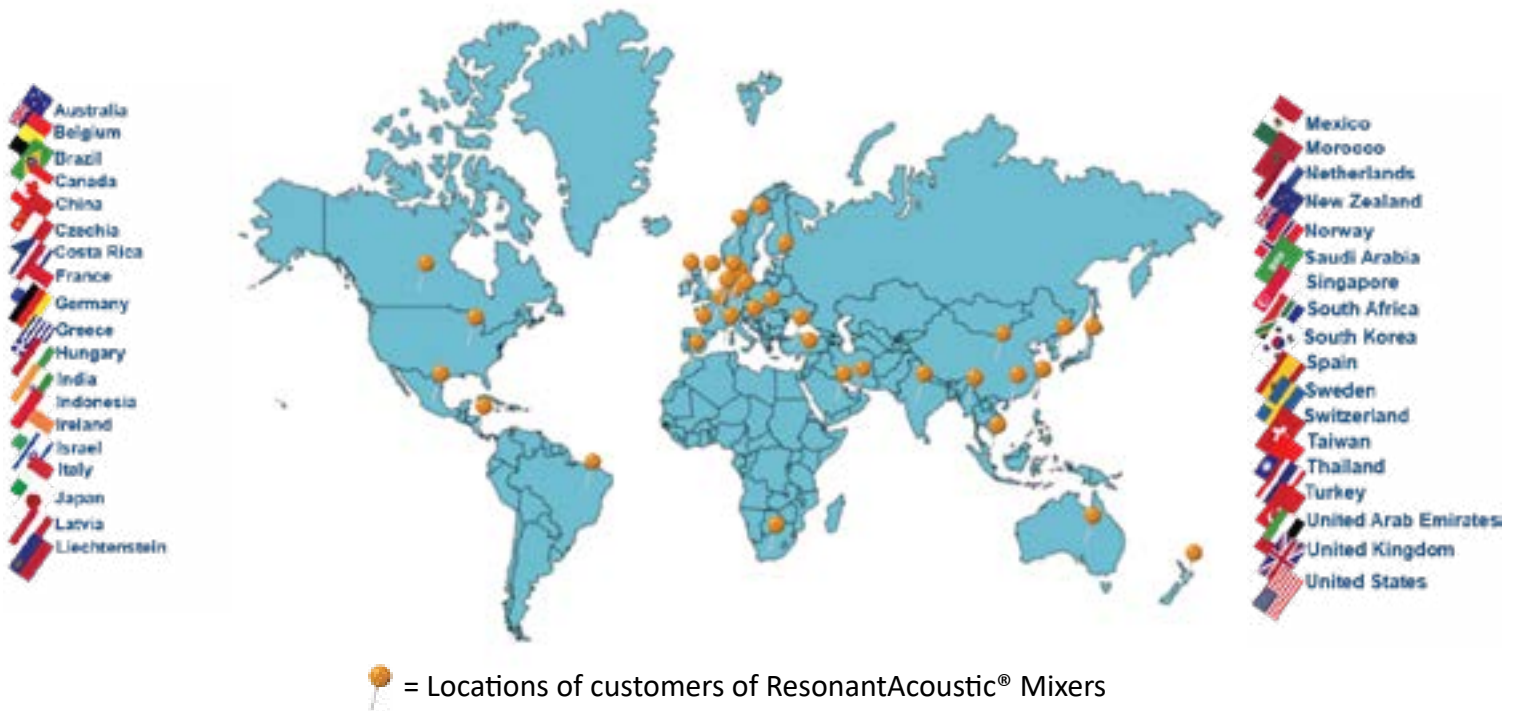 Australia
Belgium
Brazil
Canada
China
Czechia
Costa Rica
France
Germany
Greece
Hungary
India
Indonesia
Ireland
Israel
Italy
Japan
Latvia
Liechtenstein
Mexico
Morocco
Netherlands
New Zealand
Norway
Saudi Arabia
Singapore
South Africa
South Korea
Spain
Sweden
Switzerland
Taiwan
Thailand
Turkey
United Arab Emirates
United Kingdom
United States
= Locations of customers of ResonantAcoustic® Mixers